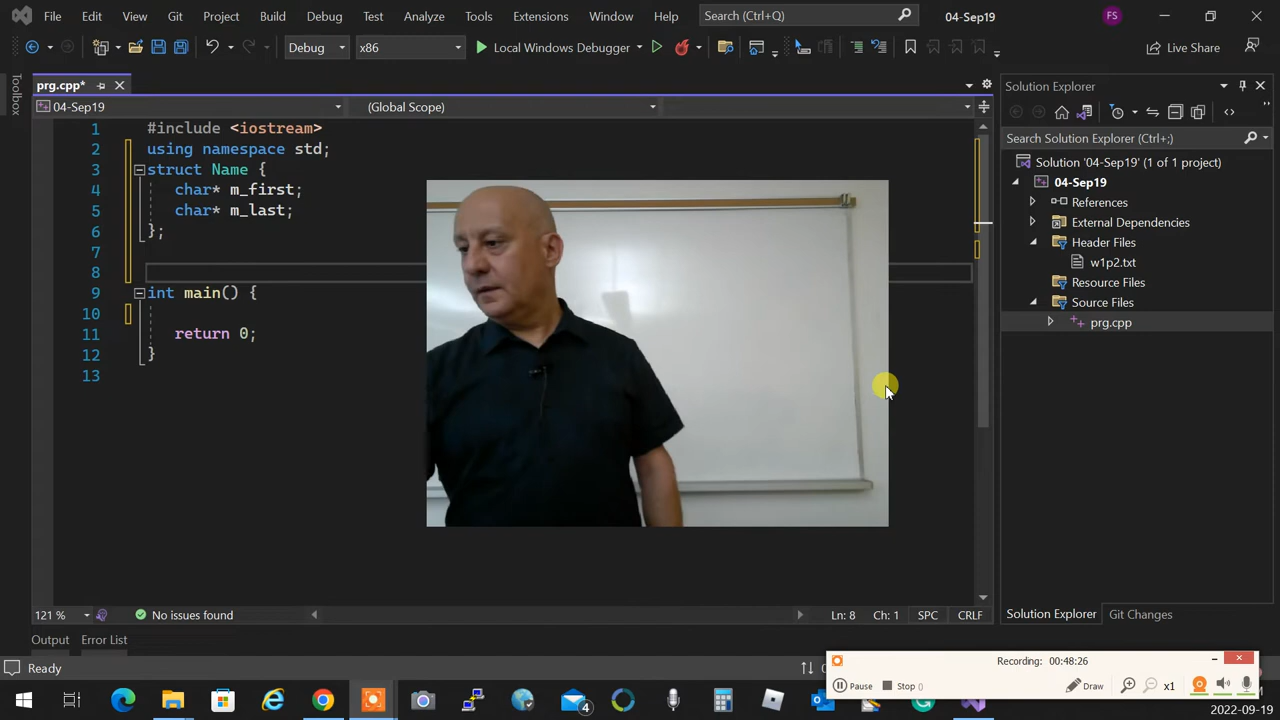 File Edit View Git Project Build Debug Test Analyze Tools Extensions Window Help Search (Ctrl+Q) 04-Sep19 FS
Debug x86 Local Windows Debugger Live Share
prg.cpp*
04-Sep19 (Global Scope)
Toolbox
1 #include <iostream>
2 using namespace std;
3 struct Name {
4 char* m_first;
5 char* m_last;
6 };
7
8
9 int main() {
10
11 return 0;
12 }
13
121 % No issues found Ln: 8 Ch: 1 SPC CRLF
Solution Explorer
Search Solution Explorer (Ctrl+;)
Solution '04-Sep19' (1 of 1 project)
04-Sep19
References
External Dependencies
Header Files
w1p2.txt
Resource Files
Source Files
prg.cpp
Solution Explorer Git Changes
Output Error List
Ready
Recording: 00:48:26
Pause Stop () Draw x1
4
2022-09-19